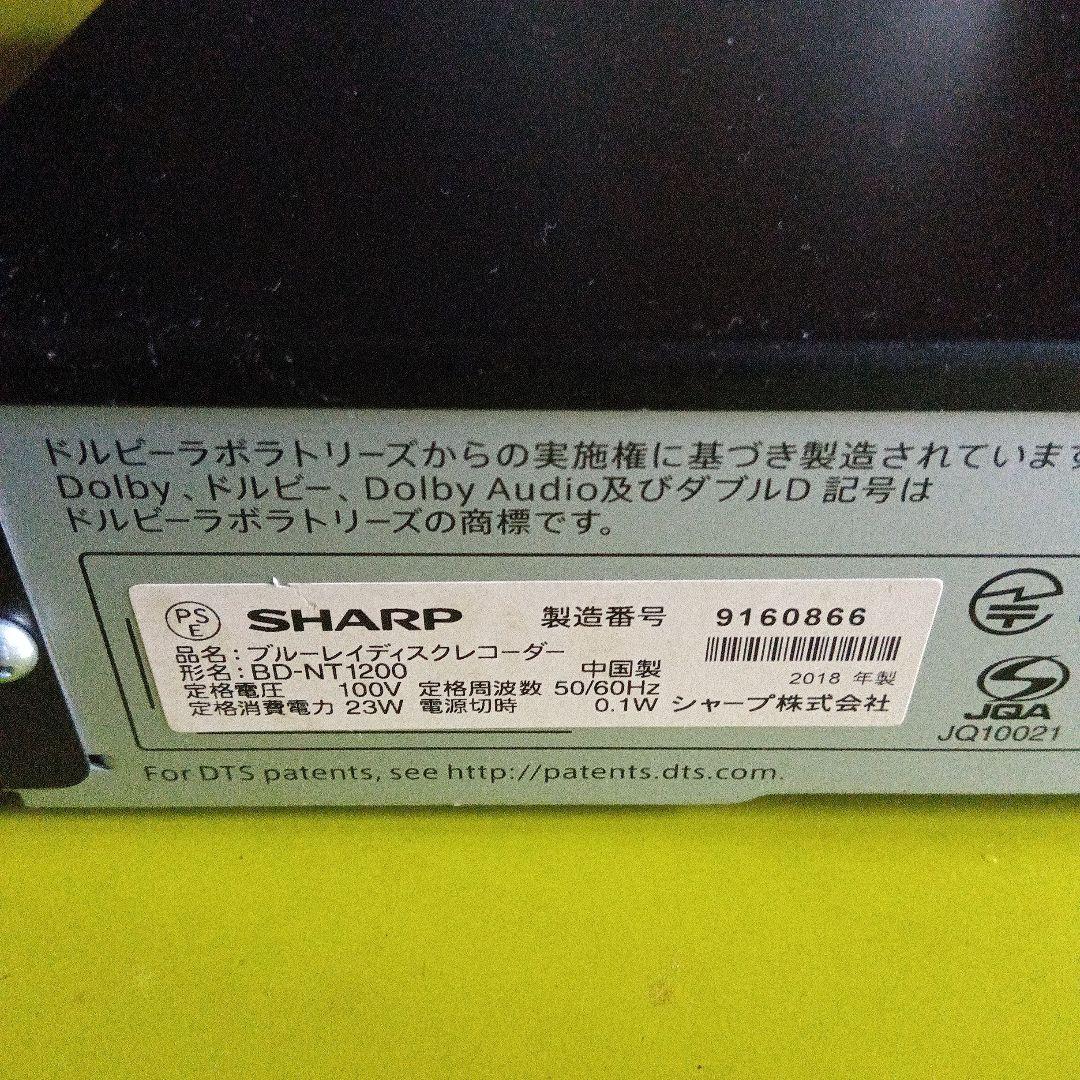 ドルビーラボラトリーズからの実施権に基づき製造されています
Dolby、ドルビー、Dolby Audio及びダブルD 記号は
ドルビーラボラトリーズの商標です。
PSE SHARP 製造番号 9160866
品名:ブルーレイディスクレコーダー
形名:BD-NT1200 中国製 2018 年製
定格電圧 100V 定格周波数 50/60Hz
定格消費電力 23W 電源切時 0.1W シャープ株式会社
JQA
JQ10021
For DTS patents, see http://patents.dts.com.